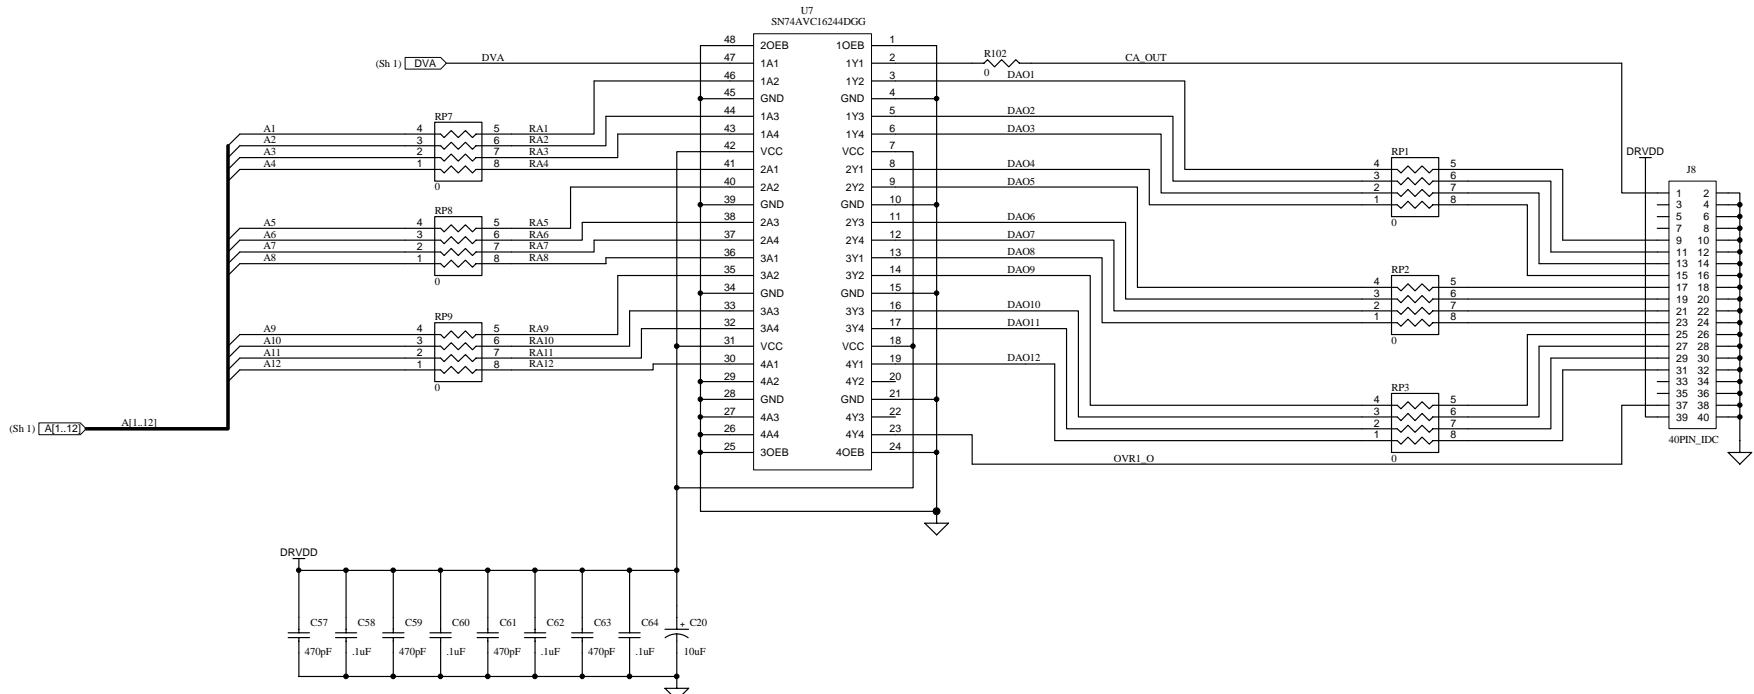 U7
SN74AVC16244DGG
48 2OEB 1OEB 1
(Sh 1) DVA DVA 47 1A1 1Y1 2 R102 0 CA_OUT
46 1A2 1Y2 3 DAO1
45 GND GND 4
44 1A3 1Y3 5 DAO2
43 1A4 1Y4 6 DAO3
42 VCC VCC 7
41 2A1 2Y1 8 DAO4
40 2A2 2Y2 9 DAO5
39 GND GND 10
38 2A3 2Y3 11 DAO6
37 2A4 2Y4 12 DAO7
36 3A1 3Y1 13 DAO8
35 3A2 3Y2 14 DAO9
34 GND GND 15
33 3A3 3Y3 16 DAO10
32 3A4 3Y4 17 DAO11
31 VCC VCC 18
30 4A1 4Y1 19 DAO12
29 4A2 4Y2 20
28 GND GND 21
27 4A3 4Y3 22
26 4A4 4Y4 23
25 3OEB 4OEB 24
OVR1_O
RP7
A1 4 5 RA1
A2 3 6 RA2
A3 2 7 RA3
A4 1 8 RA4
0
RP8
A5 4 5 RA5
A6 3 6 RA6
A7 2 7 RA7
A8 1 8 RA8
0
RP9
A9 4 5 RA9
A10 3 6 RA10
A11 2 7 RA11
A12 1 8 RA12
0
(Sh 1) A[1..12] A[1..12]
RP1
4 5
3 6
2 7
1 8
0
RP2
4 5
3 6
2 7
1 8
0
RP3
4 5
3 6
2 7
1 8
0
DRVDD
J8
1 2
3 4
5 6
7 8
9 10
11 12
13 14
15 16
17 18
19 20
21 22
23 24
25 26
27 28
29 30
31 32
33 34
35 36
37 38
39 40
40PIN_IDC
DRVDD
C57 C58 C59 C60 C61 C62 C63 C64 + C20
470pF .1uF 470pF .1uF 470pF .1uF 470pF .1uF 10uF